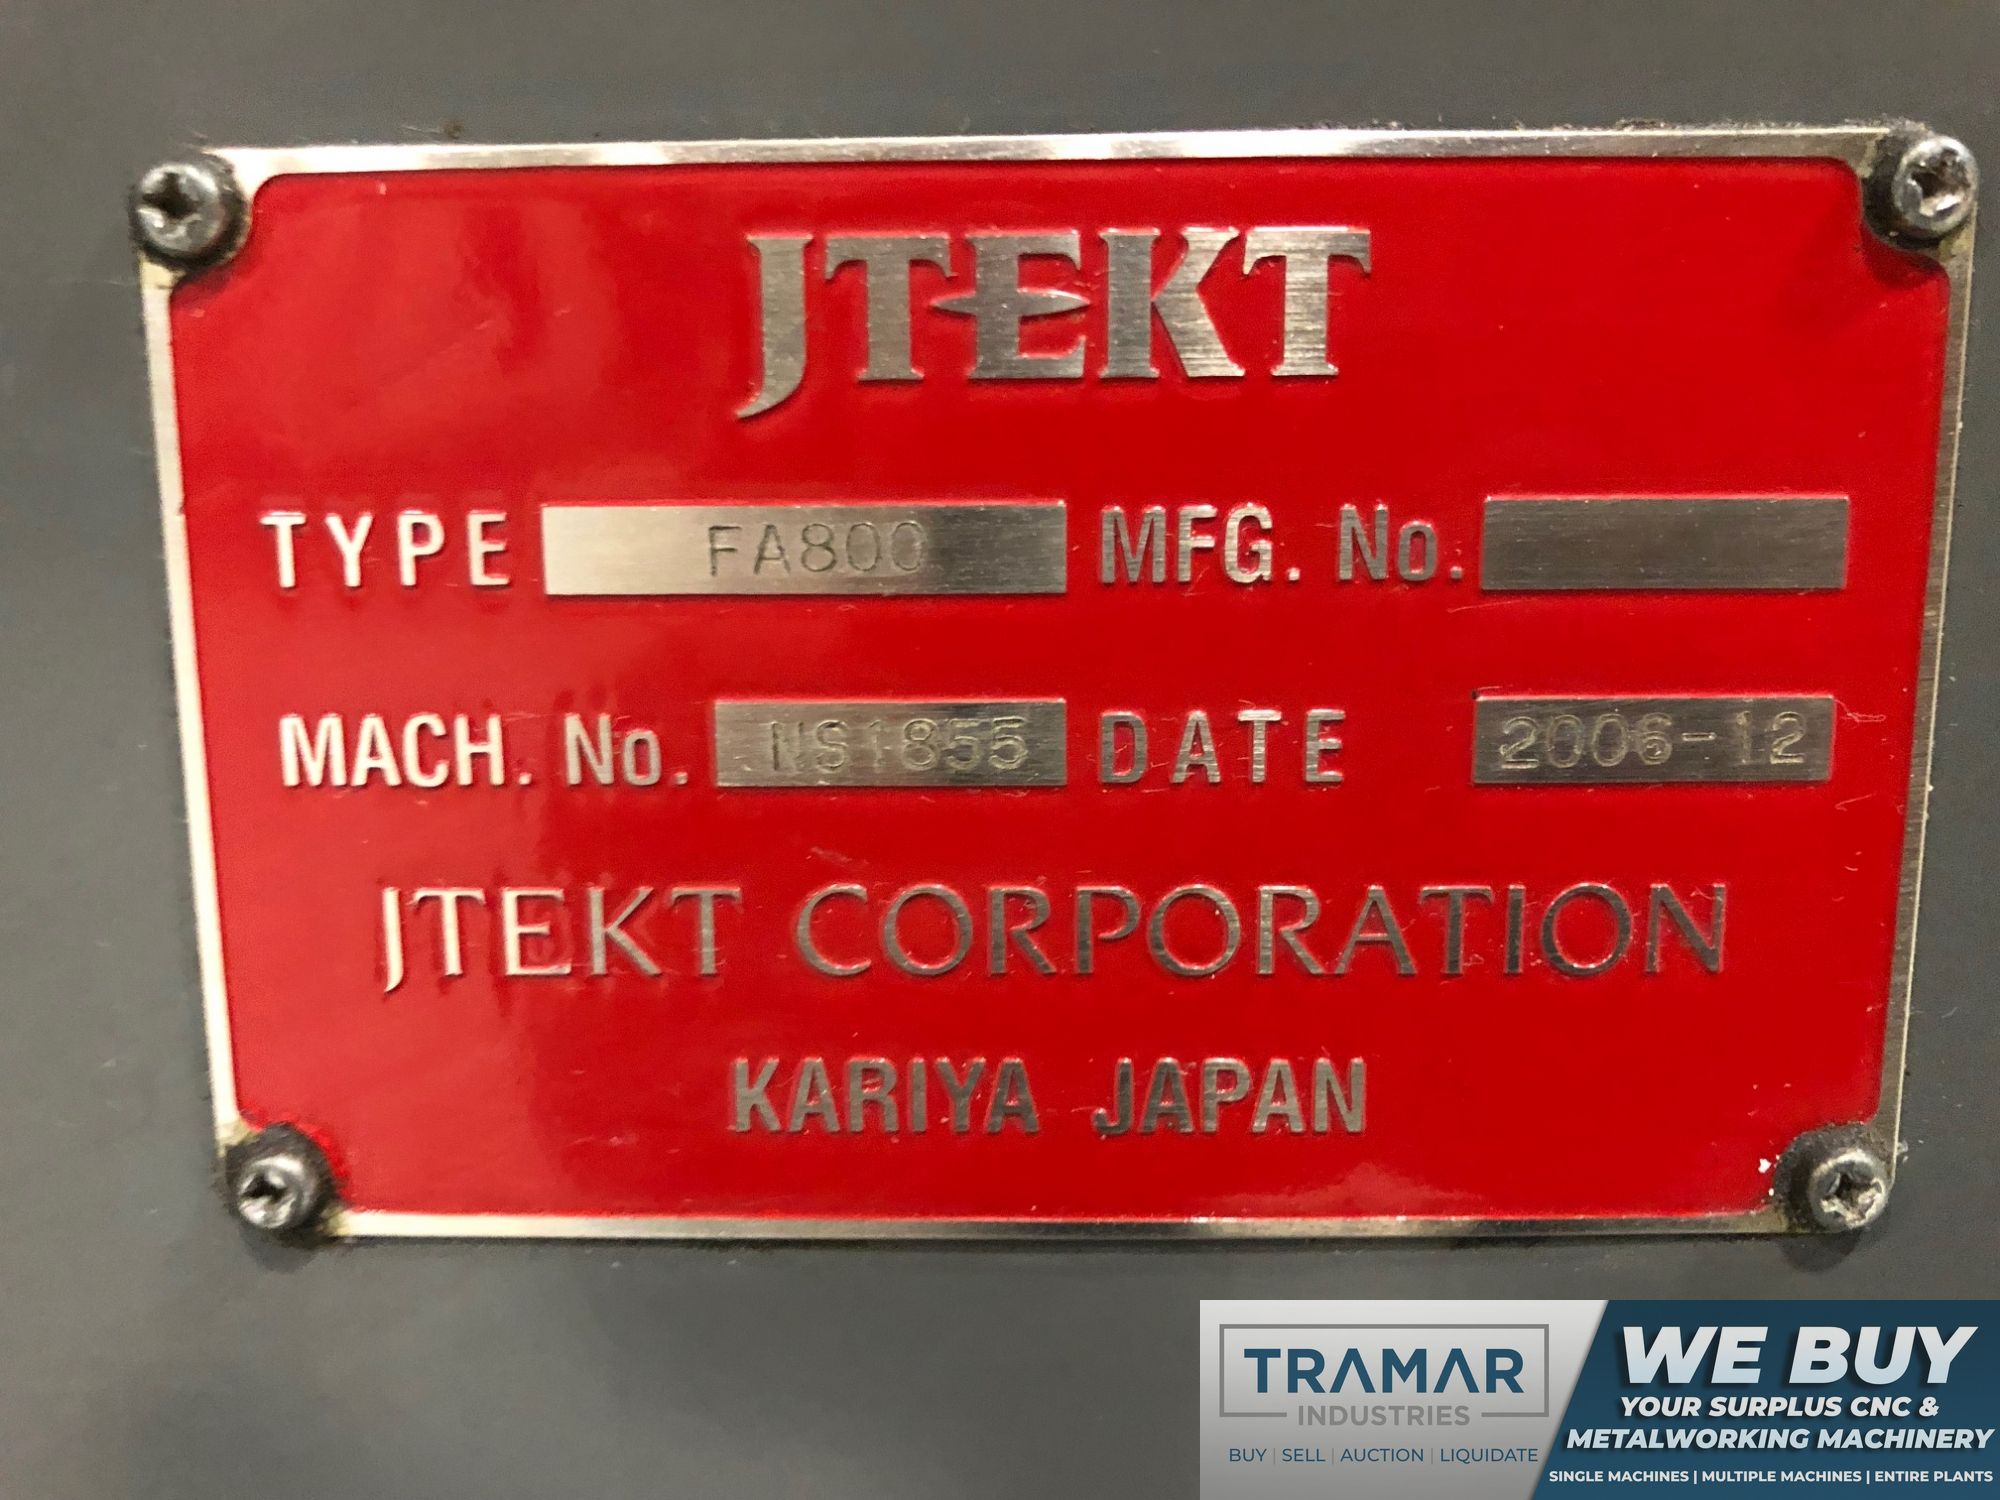 JTEKT
TYPE FA800 MFG. No.
MACH. No. NS1855 DATE 2006-12
JTEKT CORPORATION
KARIYA JAPAN
TRAMAR
INDUSTRIES
BUY | SELL | AUCTION | LIQUIDATE
WE BUY
YOUR SURPLUS CNC &
METALWORKING MACHINERY
SINGLE MACHINES | MULTIPLE MACHINES | ENTIRE PLANTS